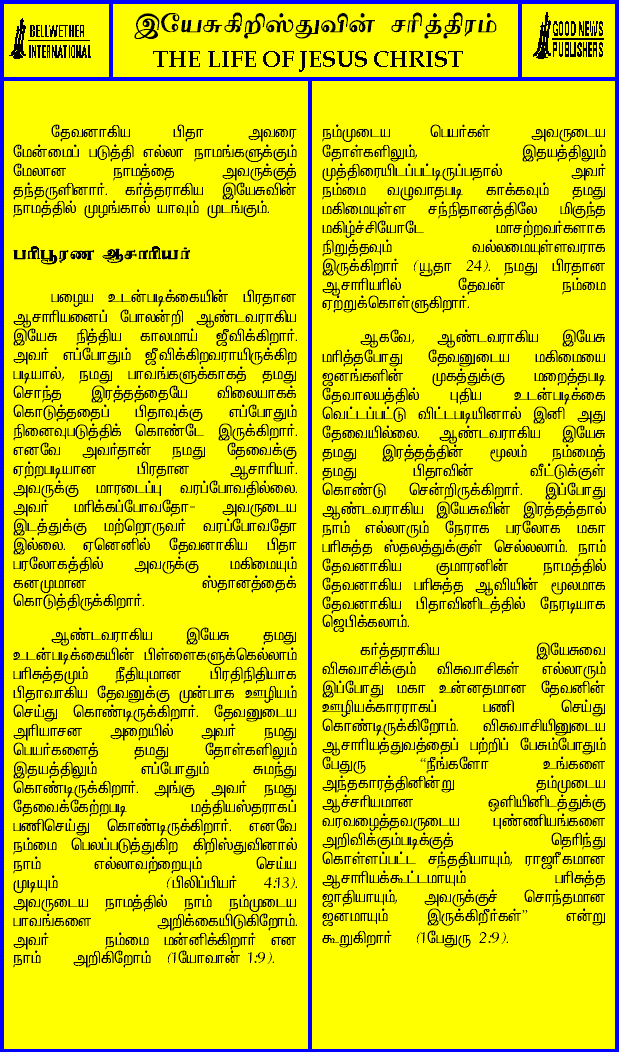 BELLWETHER
INTERNATIONAL
இயேசுகிறிஸ்துவின் சரித்திரம்
THE LIFE OF JESUS CHRIST
GOOD NEWS
PUBLISHERS
தேவனாகிய பிதா அவரை
மேன்மைப் படுத்தி எல்லா நாமங்களுக்கும்
மேலான நாமத்தை அவருக்குத்
தந்தருளினார். கர்த்தராகிய இயேசுவின்
நாமத்தில் முழங்கால் யாவும் முடங்கும்.
பரிபூரண ஆசாரியர்
பழைய உடன்படிக்கையின் பிரதான
ஆசாரியனைப் போலன்றி ஆண்டவராகிய
இயேசு நித்திய காலமாய் ஜீவிக்கிறார்.
அவர் எப்போதும் ஜீவிக்கிறவராயிருக்கிற
படியால், நமது பாவங்களுக்காகத் தமது
சொந்த இரத்தத்தையே விலையாகக்
கொடுத்ததைப் பிதாவுக்கு எப்போதும்
நினைவுபடுத்திக் கொண்டே இருக்கிறார்.
எனவே அவர்தான் நமது தேவைக்கு
ஏற்றபடியான பிரதான ஆசாரியர்.
அவருக்கு மாரடைப்பு வரப்போவதில்லை.
அவர் மரிக்கப்போவதோ- அவருடைய
இடத்துக்கு மற்றொருவர் வரப்போவதோ
இல்லை. ஏனெனில் தேவனாகிய பிதா
பரலோகத்தில் அவருக்கு மகிமையும்
கனமுமான ஸ்தானத்தைக்
கொடுத்திருக்கிறார்.
ஆண்டவராகிய இயேசு தமது
உடன்படிக்கையின் பிள்ளைகளுக்கெல்லாம்
பரிசுத்தமும் நீதியுமான பிரதிநிதியாக
பிதாவாகிய தேவனுக்கு முன்பாக ஊழியம்
செய்து கொண்டிருக்கிறார். தேவனுடைய
அரியாசன அறையில் அவர் நமது
பெயர்களைத் தமது தோள்களிலும்
இதயத்திலும் எப்போதும் சுமந்து
கொண்டிருக்கிறார். அங்கு அவர் நமது
தேவைக்கேற்றபடி மத்தியஸ்தராகப்
பணிசெய்து கொண்டிருக்கிறார். எனவே
நம்மை பெலப்படுத்துகிற கிறிஸ்துவினால்
நாம் எல்லாவற்றையும் செய்ய
முடியும் (பிலிப்பியர் 4:13).
அவருடைய நாமத்தில் நாம் நம்முடைய
பாவங்களை அறிக்கையிடுகிறோம்.
அவர் நம்மை மன்னிக்கிறார் என
நாம் அறிகிறோம் (1யோவான் 1:9).
நம்முடைய பெயர்கள் அவருடைய
தோள்களிலும், இதயத்திலும்
முத்திரையிடப்பட்டிருப்பதால் அவர்
நம்மை வழுவாதபடி காக்கவும் தமது
மகிமையுள்ள சந்நிதானத்திலே மிகுந்த
மகிழ்ச்சியோடே மாசற்றவர்களாக
நிறுத்தவும் வல்லமையுள்ளவராக
இருக்கிறார் (யூதா 24). நமது பிரதான
ஆசாரியரில் தேவன் நம்மை
ஏற்றுக்கொள்ளுகிறார்.
ஆகவே, ஆண்டவராகிய இயேசு
மரித்தபோது தேவனுடைய மகிமையை
ஜனங்களின் முகத்துக்கு மறைத்தபடி
தேவாலயத்தில் புதிய உடன்படிக்கை
வெட்டப்பட்டு விட்டபடியினால் இனி அது
தேவையில்லை. ஆண்டவராகிய இயேசு
தமது இரத்தத்தின் மூலம் நம்மைத்
தமது பிதாவின் வீட்டுக்குள்
கொண்டு சென்றிருக்கிறார். இப்போது
ஆண்டவராகிய இயேசுவின் இரத்தத்தால்
நாம் எல்லாரும் நேராக பரலோக மகா
பரிசுத்த ஸ்தலத்துக்குள் செல்லலாம். நாம்
தேவனாகிய குமாரனின் நாமத்தில்
தேவனாகிய பரிசுத்த ஆவியின் மூலமாக
தேவனாகிய பிதாவினிடத்தில் நேரடியாக
ஜெபிக்கலாம்.
கர்த்தராகிய இயேசுவை
விசுவாசிக்கும் விசுவாசிகள் எல்லாரும்
இப்போது மகா உன்னதமான தேவனின்
ஊழியக்காரராகப் பணி செய்து
கொண்டிருக்கிறோம். விசுவாசியினுடைய
ஆசாரியத்துவத்தைப் பற்றிப் பேசும்போதும்
பேதுரு “நீங்களோ உங்களை
அந்தகாரத்தினின்று தம்முடைய
ஆச்சரியமான ஒளியினிடத்துக்கு
வரவழைத்தவருடைய புண்ணியங்களை
அறிவிக்கும்படிக்குத் தெரிந்து
கொள்ளப்பட்ட சந்ததியாயும், ராஜரீகமான
ஆசாரியக்கூட்டமாயும் பரிசுத்த
ஜாதியாயும், அவருக்குச் சொந்தமான
ஜனமாயும் இருக்கிறீர்கள்” என்று
கூறுகிறார் (1பேதுரு 2:9).